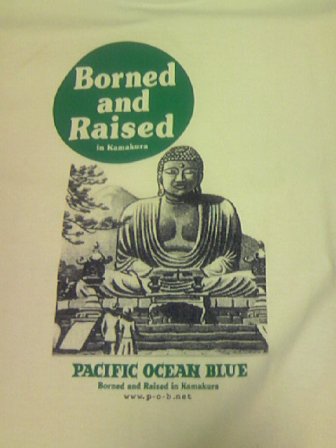 Borned
and
Raised
in Kamakura
PACIFIC OCEAN BLUE
Borned and Raised in Kamakura
www.p-o-b.net